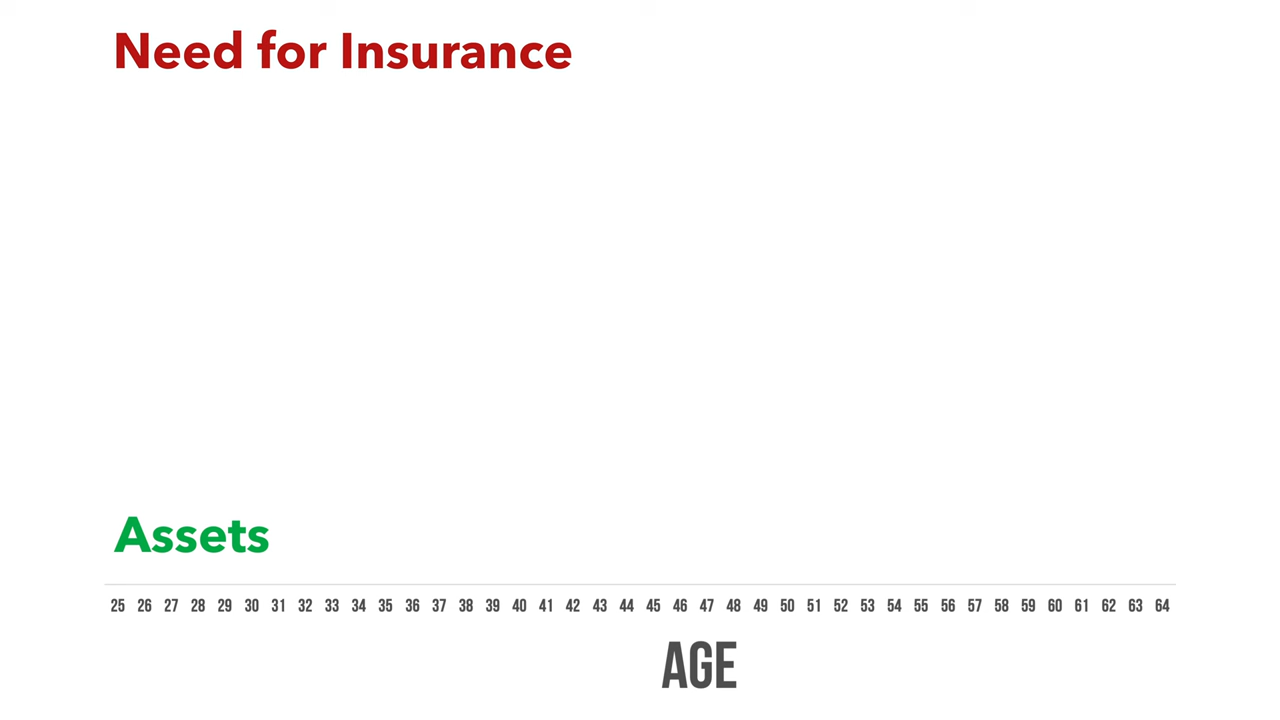 Need for Insurance
Assets
25 26 27 28 29 30 31 32 33 34 35 36 37 38 39 40 41 42 43 44 45 46 47 48 49 50 51 52 53 54 55 56 57 58 59 60 61 62 63 64
AGE